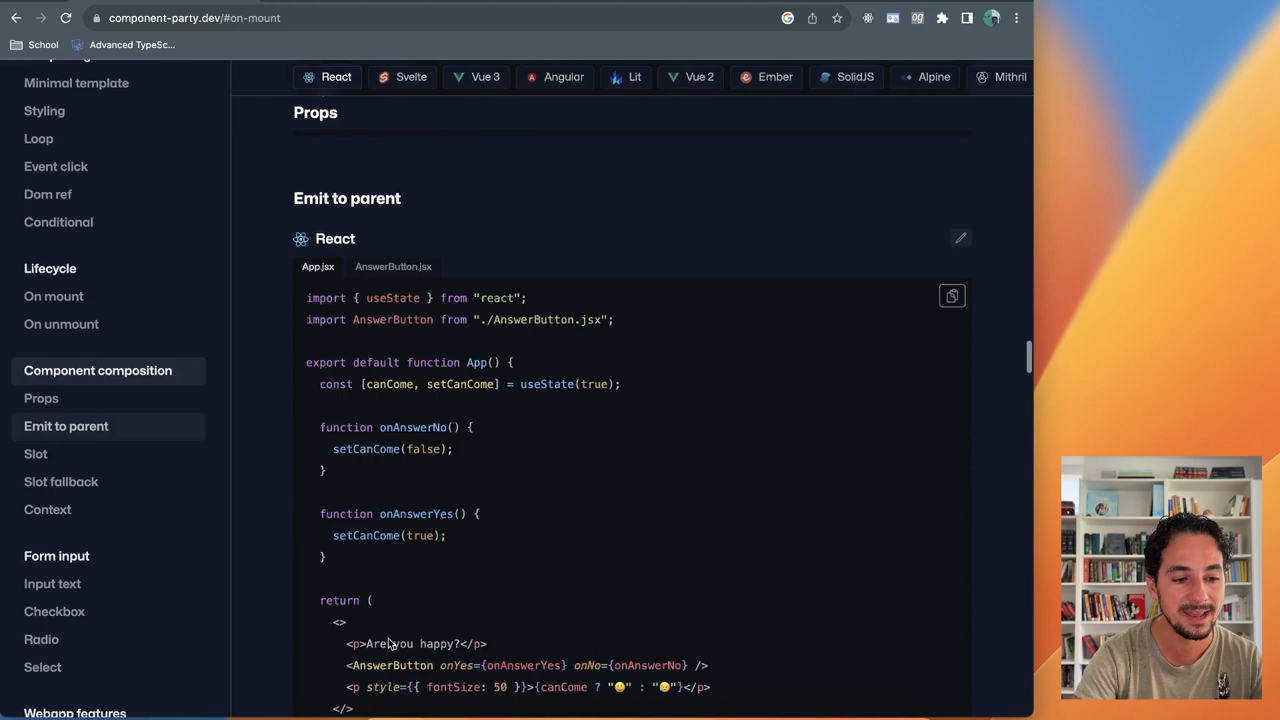 component-party.dev/#on-mount
School
Advanced TypeSc...
Minimal template
Styling
Loop
Event click
Dom ref
Conditional
Lifecycle
On mount
On unmount
Component composition
Props
Emit to parent
Slot
Slot fallback
Context
Form input
Input text
Checkbox
Radio
Select
Webapp features
React
Svelte
Vue 3
Angular
Lit
Vue 2
Ember
SolidJS
Alpine
Mithril
Props
Emit to parent
React
App.jsx
AnswerButton.jsx
import { useState } from "react";
import AnswerButton from "./AnswerButton.jsx";
export default function App() {
const [canCome, setCanCome] = useState(true);
function onAnswerNo() {
setCanCome(false);
}
function onAnswerYes() {
setCanCome(true);
}
return (
<>
<p>Are you happy?</p>
<AnswerButton onYes={onAnswerYes} onNo={onAnswerNo} />
<p style={{ fontSize: 50 }}>{canCome ? "😀" : "😥"}</p>
</>